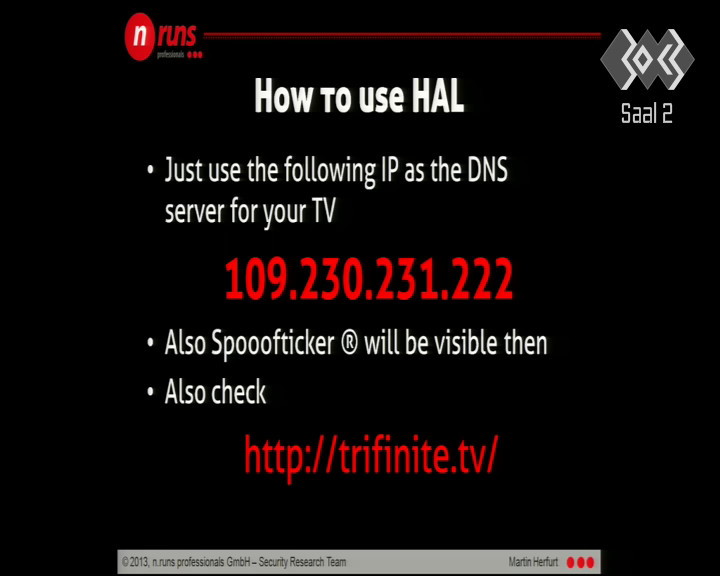 n runs
professionals
Saal 2
How to use HAL
• Just use the following IP as the DNS
server for your TV
109.230.231.222
• Also Spooofticker ® will be visible then
• Also check
http://trifinite.tv/
© 2013, n.runs professionals GmbH – Security Research Team
Martin Herfurt